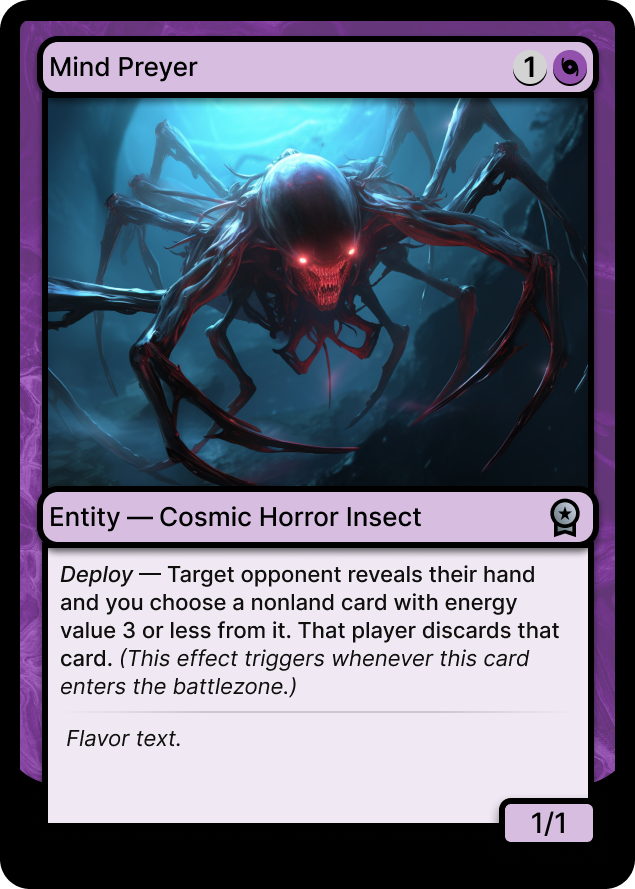 Mind Preyer
1
Entity — Cosmic Horror Insect
Deploy — Target opponent reveals their hand
and you choose a nonland card with energy
value 3 or less from it. That player discards that
card. (This effect triggers whenever this card
enters the battlezone.)
Flavor text.
1/1